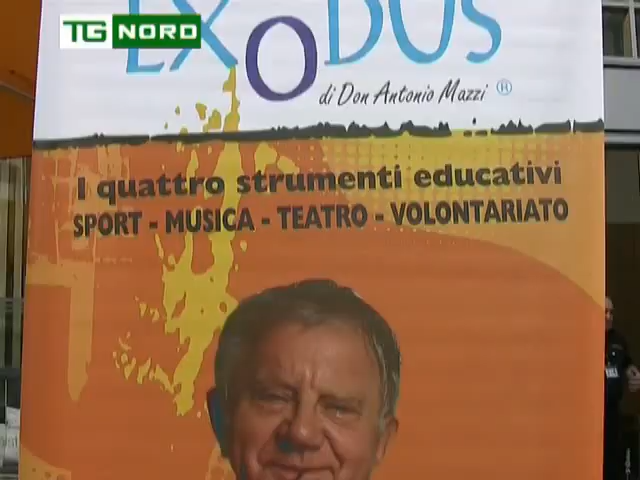 TG NORD
EXODUS
di Don Antonio Mazzi ®
I quattro strumenti educativi
SPORT - MUSICA - TEATRO - VOLONTARIATO